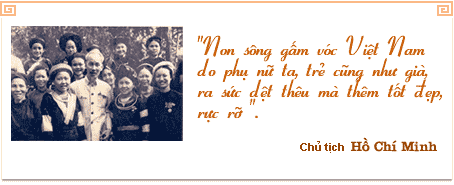 "Non sông gấm vóc Việt Nam
do phụ nữ ta, trẻ cũng như già,
ra sức dệt thêu mà thêm tốt đẹp,
rực rỡ ".
Chủ tịch Hồ Chí Minh